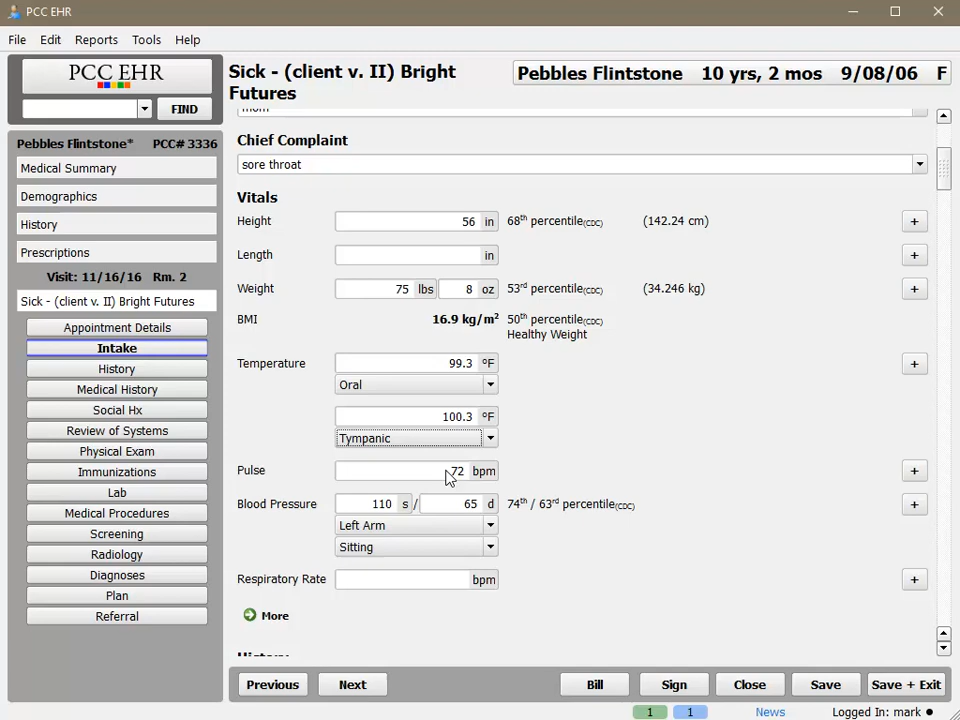 PCC EHR
File Edit Reports Tools Help
PCC EHR
FIND
Pebbles Flintstone* PCC# 3336
Medical Summary
Demographics
History
Prescriptions
Visit: 11/16/16 Rm. 2
Sick - (client v. II) Bright Futures
Appointment Details
Intake
History
Medical History
Social Hx
Review of Systems
Physical Exam
Immunizations
Lab
Medical Procedures
Screening
Radiology
Diagnoses
Plan
Referral
Sick - (client v. II) Bright
Futures
Pebbles Flintstone 10 yrs, 2 mos 9/08/06 F
mom
Chief Complaint
sore throat
Vitals
Height 56 in 68th percentile(CDC) (142.24 cm) +
Length in +
Weight 75 lbs 8 oz 53rd percentile(CDC) (34.246 kg) +
BMI 16.9 kg/m² 50th percentile(CDC)
Healthy Weight
Temperature 99.3 ºF +
Oral
100.3 ºF
Tympanic
Pulse 72 bpm +
Blood Pressure 110 s / 65 d 74th / 63rd percentile(CDC) +
Left Arm
Sitting
Respiratory Rate bpm +
More
History
Previous Next Bill Sign Close Save Save + Exit
1 1 News Logged In: mark